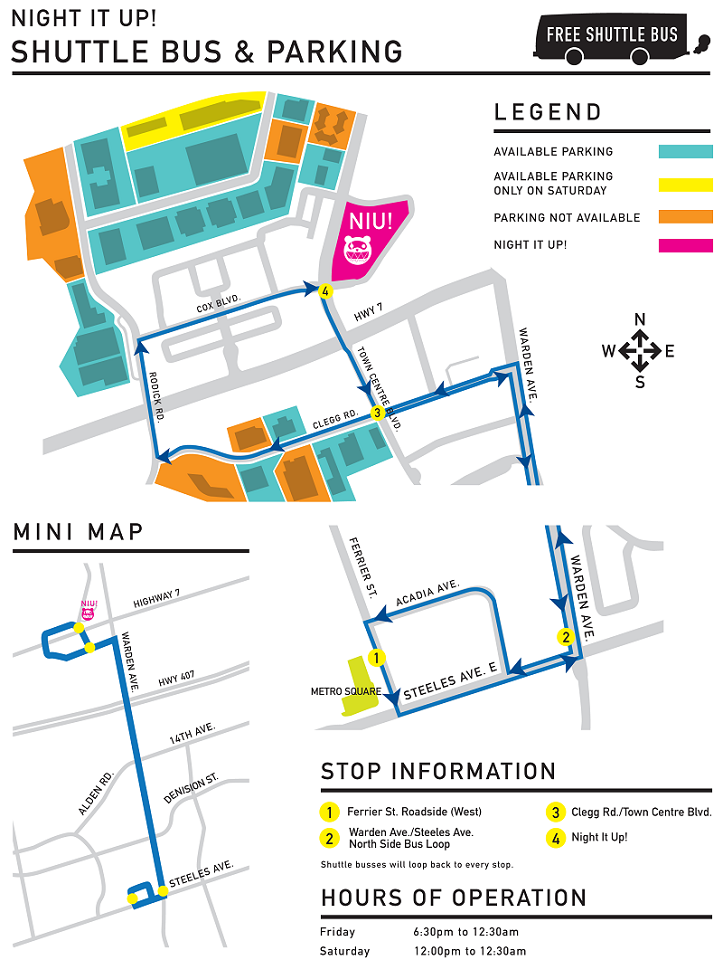 NIGHT IT UP!
SHUTTLE BUS & PARKING
FREE SHUTTLE BUS
LEGEND
AVAILABLE PARKING
AVAILABLE PARKING
ONLY ON SATURDAY
PARKING NOT AVAILABLE
NIGHT IT UP!
NIU!
4
COX BLVD.
HWY 7
TOWN CENTRE BLVD.
WARDEN AVE.
N
W E
S
RODICK RD.
CLEGG RD.
3
MINI MAP
NIU!
HIGHWAY 7
WARDEN AVE.
HWY 407
14TH AVE.
ALDEN RD.
DENISON ST.
STEELES AVE.
FERRIER ST.
ACADIA AVE.
WARDEN AVE.
2
1
METRO SQUARE
STEELES AVE. E
STOP INFORMATION
1 Ferrier St. Roadside (West)
2 Warden Ave./Steeles Ave.
North Side Bus Loop
3 Clegg Rd./Town Centre Blvd.
4 Night It Up!
Shuttle busses will loop back to every stop.
HOURS OF OPERATION
Friday 6:30pm to 12:30am
Saturday 12:00pm to 12:30am